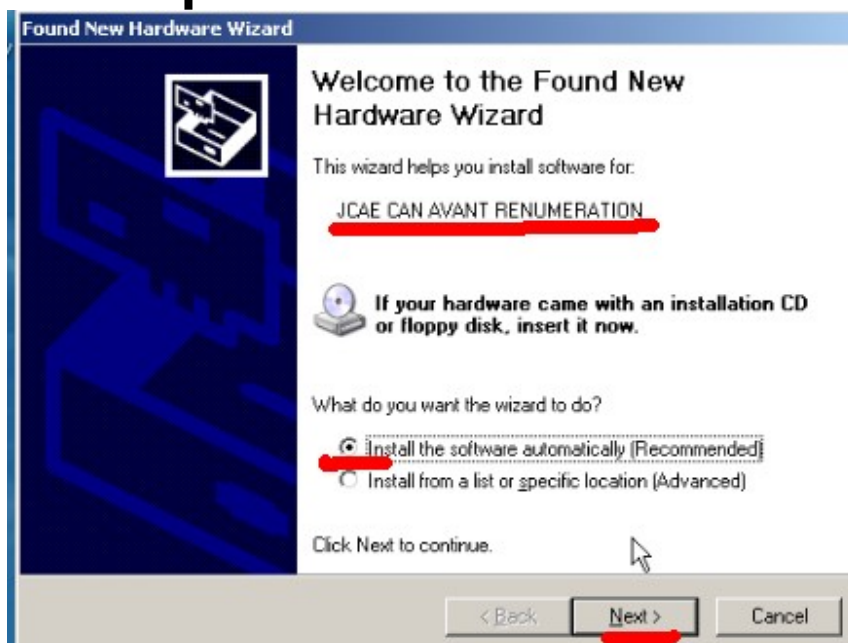 Found New Hardware Wizard
Welcome to the Found New
Hardware Wizard
This wizard helps you install software for:
JCAE CAN AVANT RENUMERATION
If your hardware came with an installation CD
or floppy disk, insert it now.
What do you want the wizard to do?
Install the software automatically (Recommended)
Install from a list or specific location (Advanced)
Click Next to continue.
< Back Next > Cancel